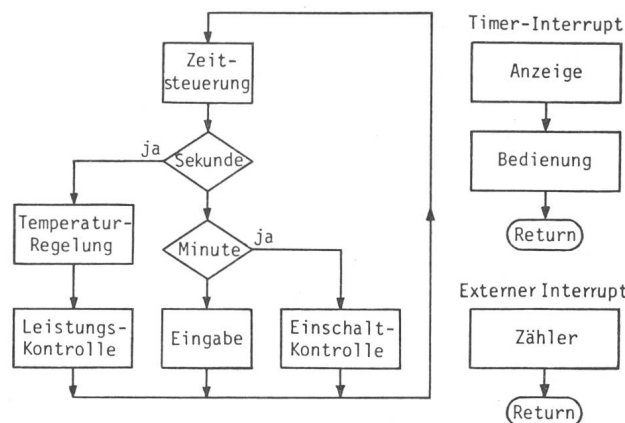 Zeit-
steuerung
ja
Sekunde
Temperatur-
Regelung
Minute
ja
Leistungs-
Kontrolle
Eingabe
Einschalt-
Kontrolle
Timer-Interrupt
Anzeige
Bedienung
Return
Externer Interrupt
Zähler
Return